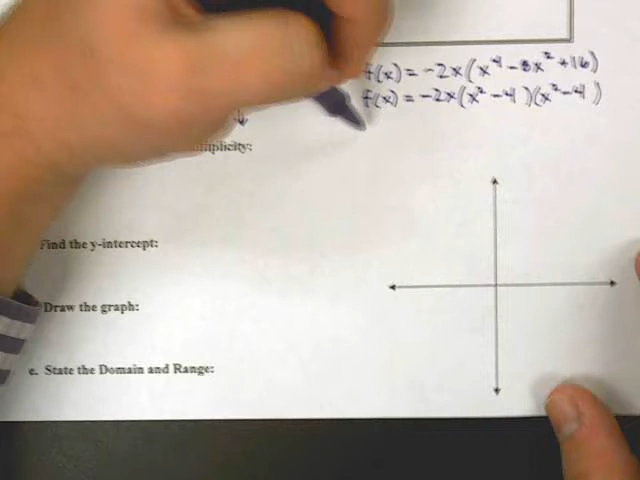 f(x) = -2x(x⁴ - 8x² + 16)
f(x) = -2x(x² - 4 )(x² - 4 )
Find the y-intercept:
Draw the graph:
e. State the Domain and Range: